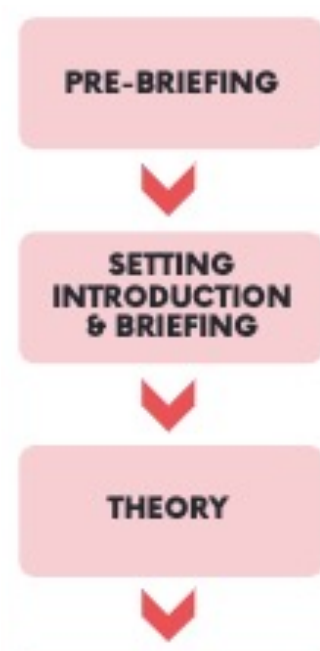 PRE-BRIEFING
SETTING
INTRODUCTION
& BRIEFING
THEORY